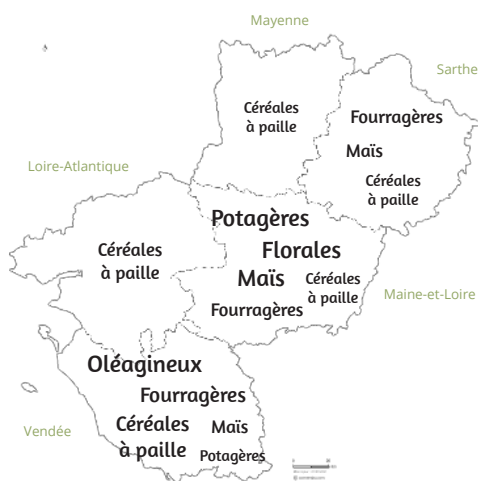 Mayenne
Sarthe
Céréales
à paille
Fourragères
Maïs
Céréales
à paille
Loire-Atlantique
Potagères
Florales
Céréales
à paille
Maïs
Céréales
à paille
Fourragères
Maine-et-Loire
Oléagineux
Fourragères
Céréales
à paille
Maïs
Potagères
Vendée